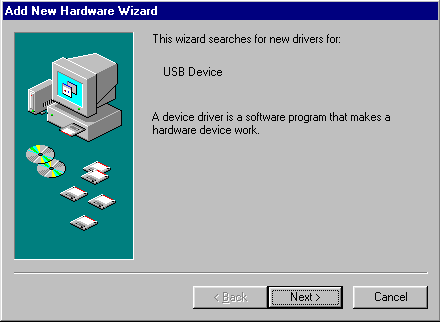 Add New Hardware Wizard
This wizard searches for new drivers for:
USB Device
A device driver is a software program that makes a
hardware device work.
< Back
Next >
Cancel